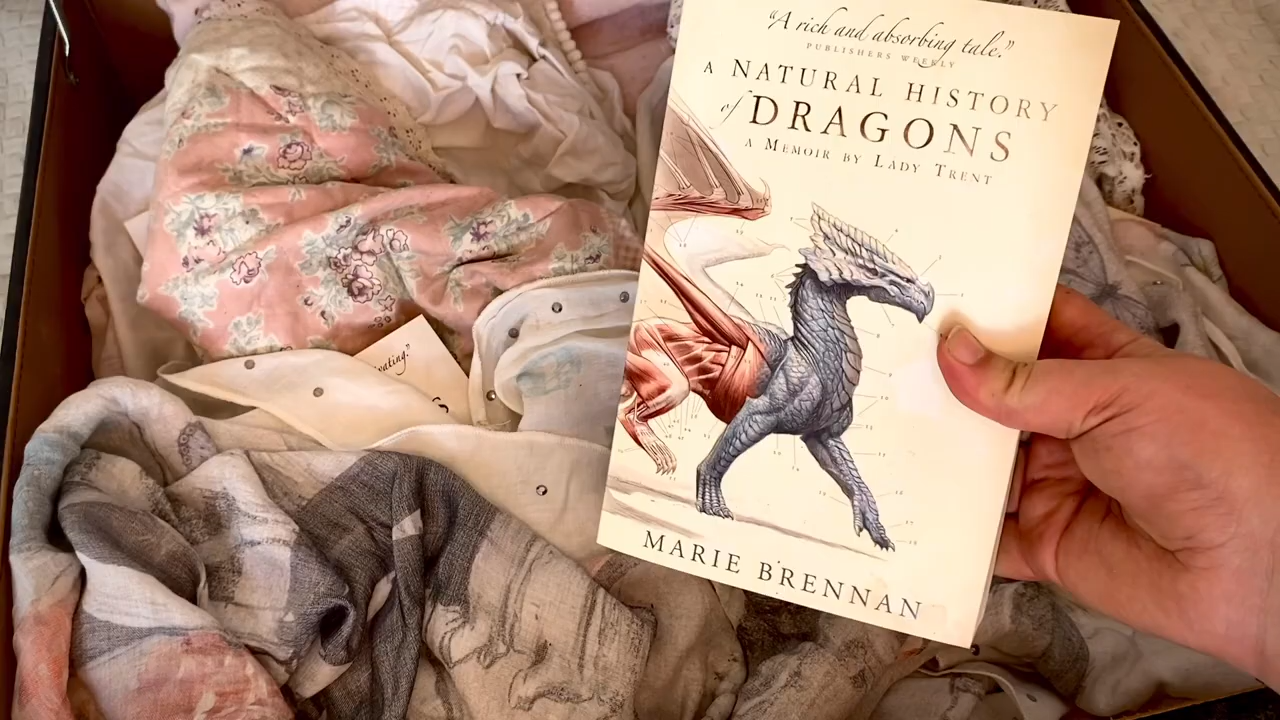 “A rich and absorbing tale.”
PUBLISHERS WEEKLY
A NATURAL HISTORY
of DRAGONS
A MEMOIR BY LADY TRENT
MARIE BRENNAN